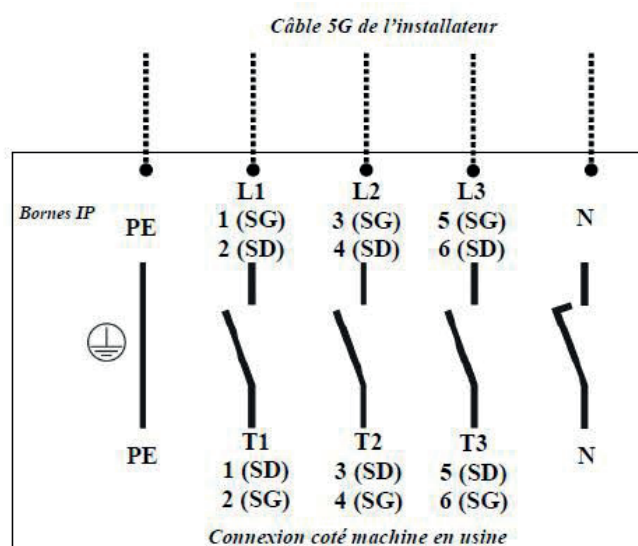 Câble 5G de l'installateur
Bornes IP
PE
L1
1 (SG)
2 (SD)
L2
3 (SG)
4 (SD)
L3
5 (SG)
6 (SD)
N
PE
T1
1 (SD)
2 (SG)
T2
3 (SD)
4 (SG)
T3
5 (SD)
6 (SG)
N
Connexion coté machine en usine